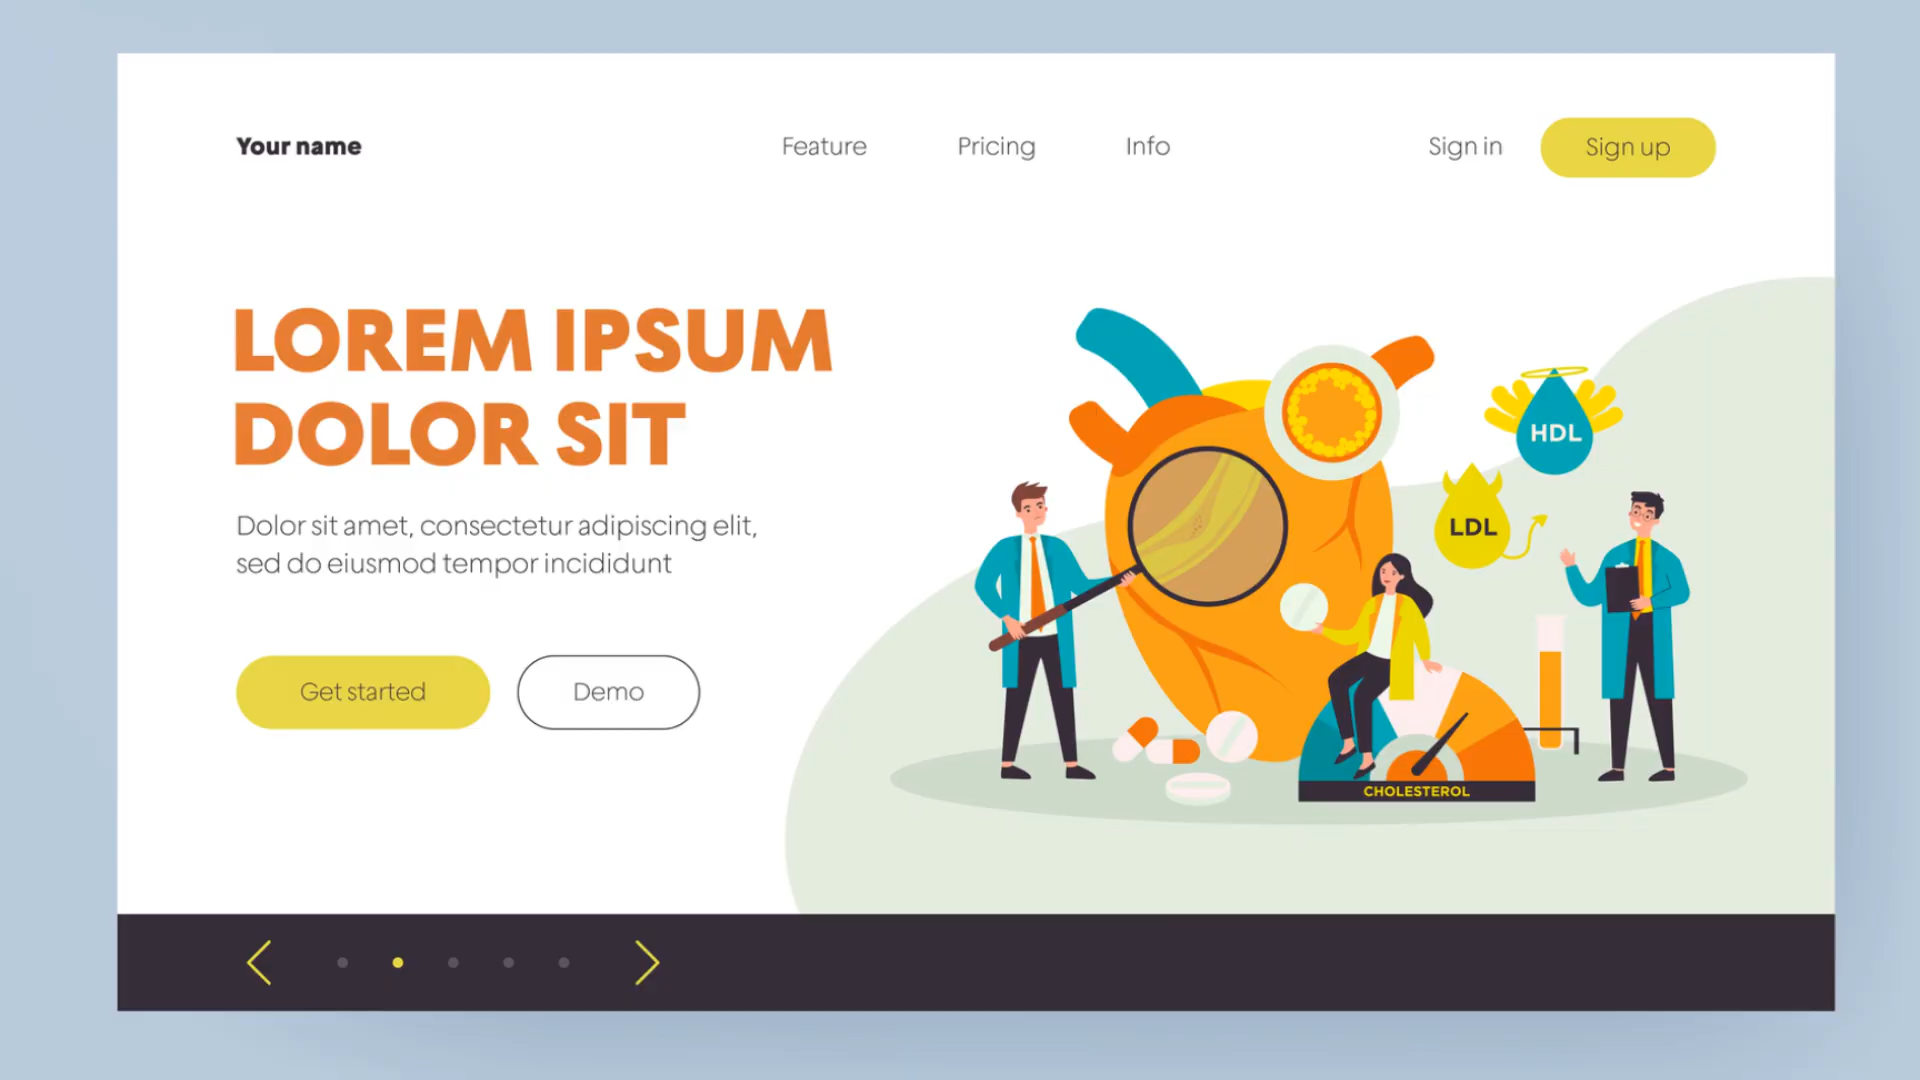 Your name
Feature
Pricing
Info
Sign in
Sign up
LOREM IPSUM
DOLOR SIT
Dolor sit amet, consectetur adipiscing elit,
sed do eiusmod tempor incididunt
Get started
Demo
HDL
LDL
CHOLESTEROL